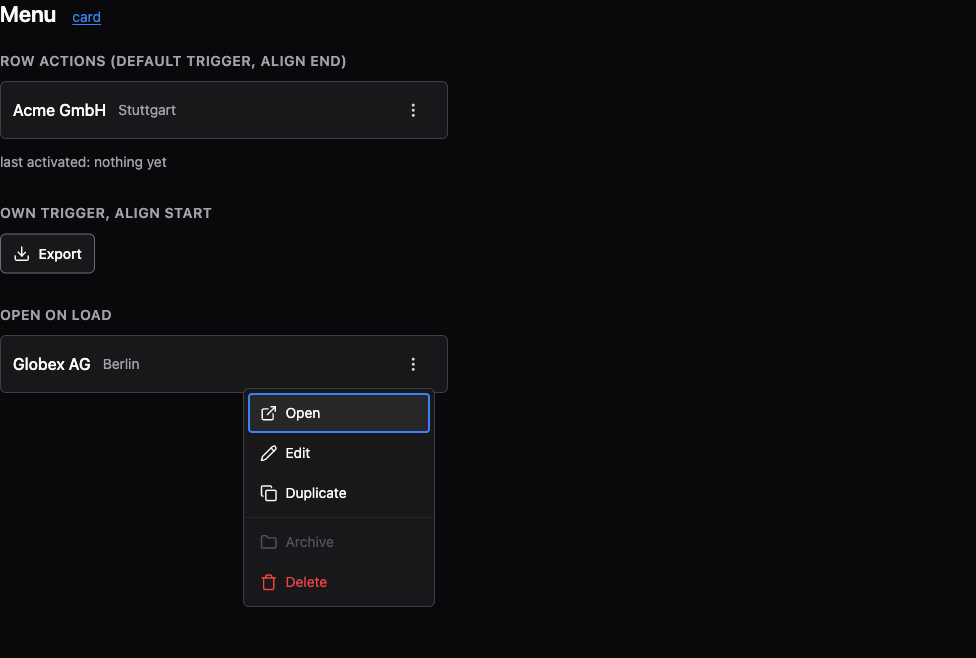 Menu card
ROW ACTIONS (DEFAULT TRIGGER, ALIGN END)
Acme GmbH Stuttgart
last activated: nothing yet
OWN TRIGGER, ALIGN START
Export
OPEN ON LOAD
Globex AG Berlin
Open
Edit
Duplicate
Archive
Delete